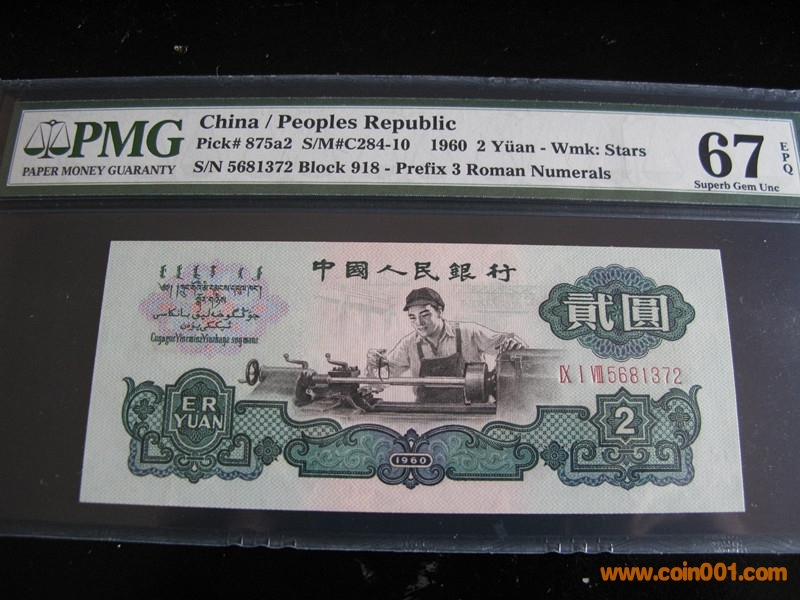 PMG
PAPER MONEY GUARANTY
China / Peoples Republic
Pick# 875a2 S/M#C284-10 1960 2 Yüan - Wmk: Stars
S/N 5681372 Block 918 - Prefix 3 Roman Numerals
67
EPQ
Superb Gem Unc
中國人民銀行
貳圓
IX I VIII 5681372
ER
YUAN
2
1960
www.coin001.com